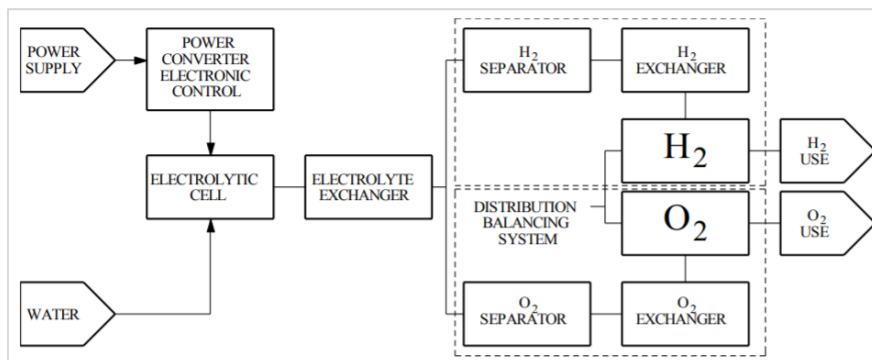 POWER
SUPPLY
POWER
CONVERTER
ELECTRONIC
CONTROL
H₂
SEPARATOR
H₂
EXCHANGER
H₂
H₂
USE
ELECTROLYTIC
CELL
ELECTROLYTE
EXCHANGER
DISTRIBUTION
BALANCING
SYSTEM
O₂
O₂
USE
WATER
O₂
SEPARATOR
O₂
EXCHANGER